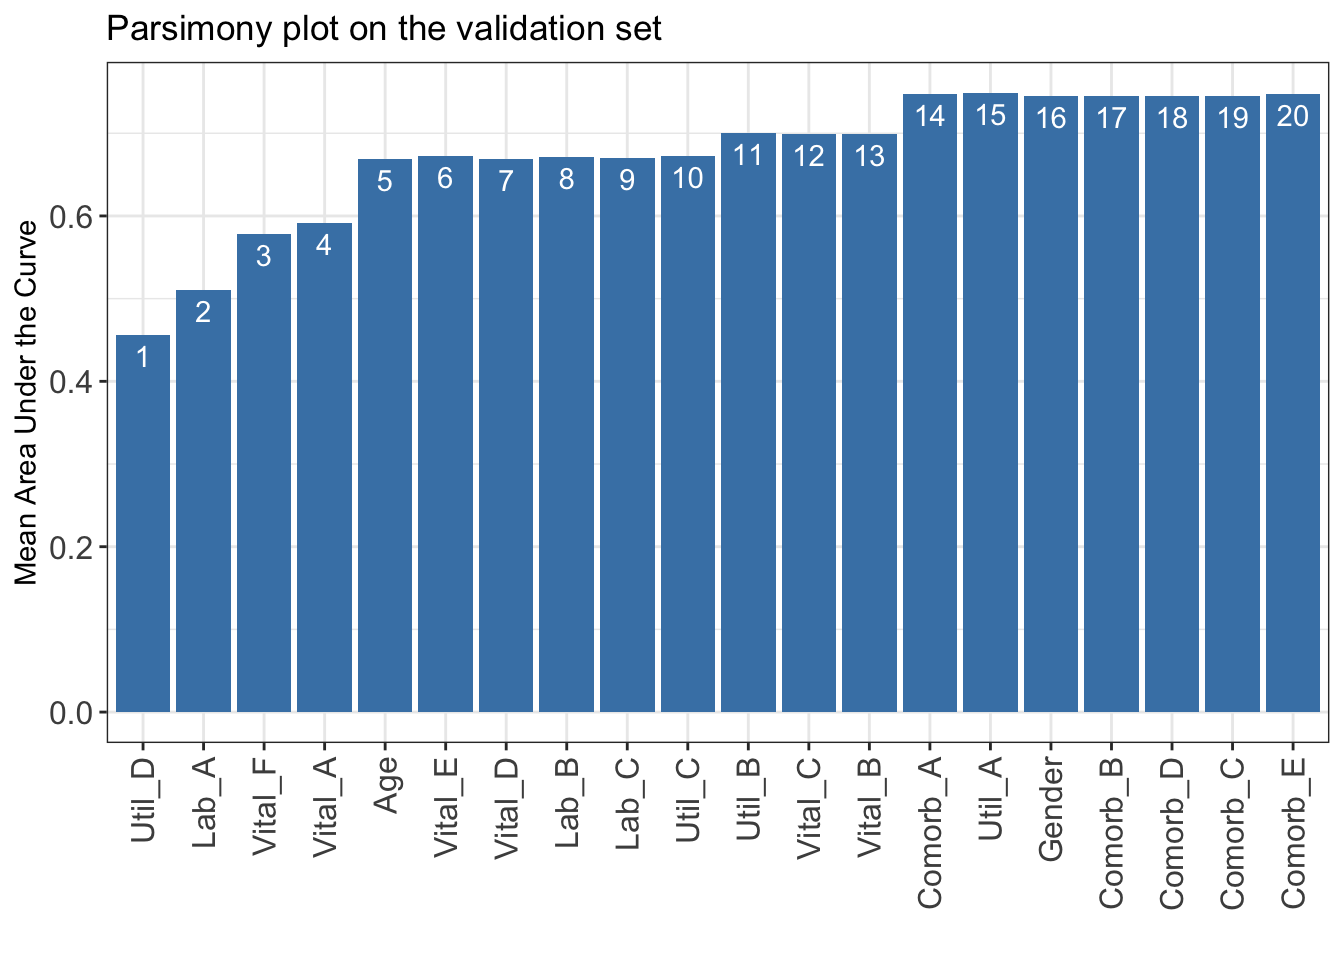 Parsimony plot on the validation set
Mean Area Under the Curve
0.6
0.4
0.2
0.0
1
2
3
4
5
6
7
8
9
10
11
12
13
14
15
16
17
18
19
20
Util_D
Lab_A
Vital_F
Vital_A
Age
Vital_E
Vital_D
Lab_B
Lab_C
Util_C
Util_B
Vital_C
Vital_B
Comorb_A
Util_A
Gender
Comorb_B
Comorb_D
Comorb_C
Comorb_E